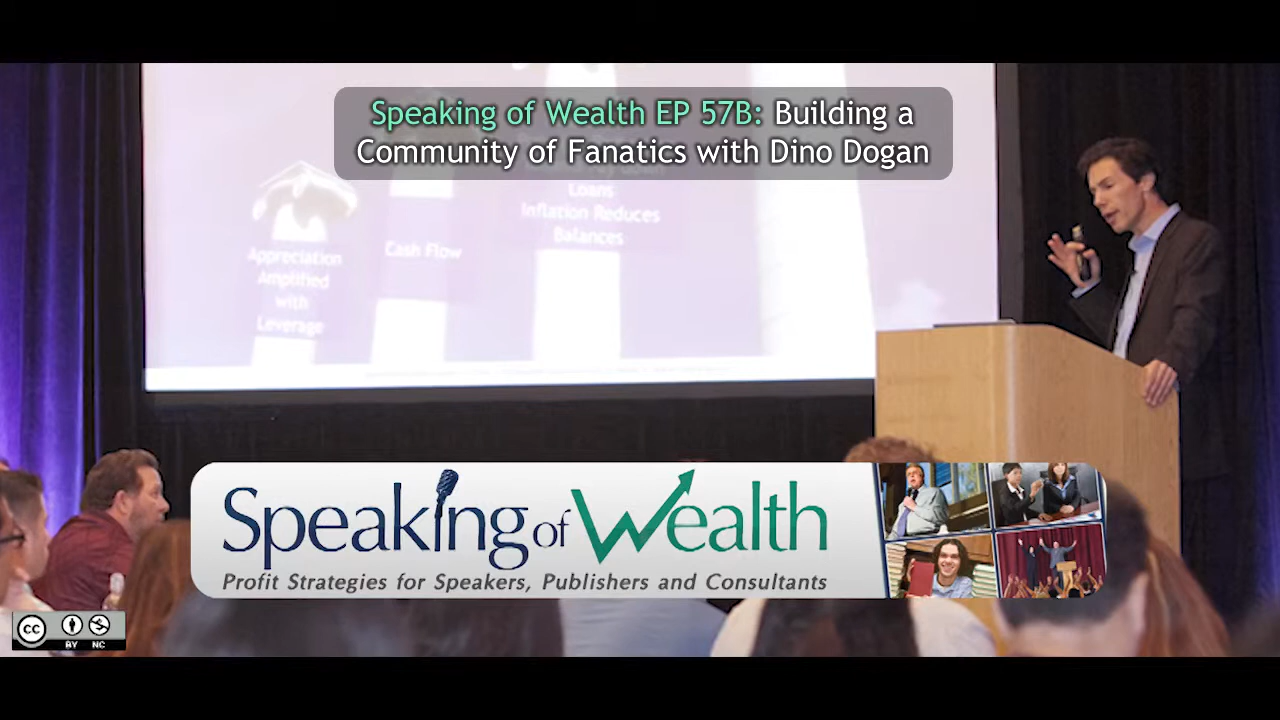 Speaking of Wealth EP 57B: Building a
Community of Fanatics with Dino Dogan
Loans
Inflation Reduces
Balances
Cash Flow
Appreciation
Amplified
with
Leverage
Speaking of Wealth
Profit Strategies for Speakers, Publishers and Consultants
cc
BY NC